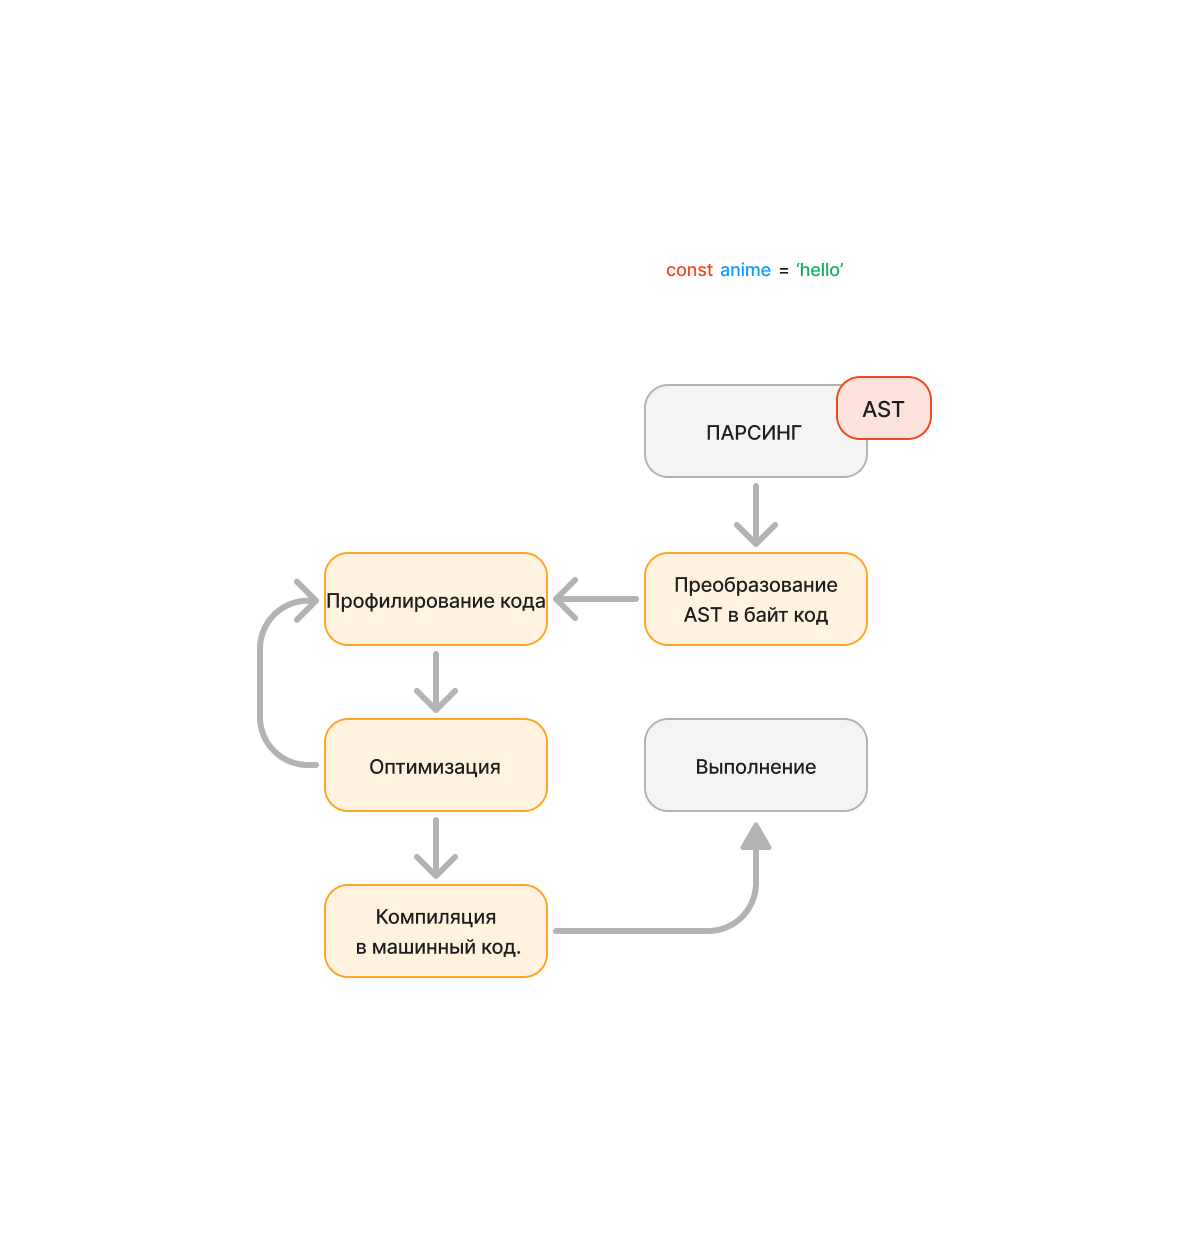 const anime = ‘hello’
AST
ПАРСИНГ
Преобразование
AST в байт код
Профилирование кода
Оптимизация
Выполнение
Компиляция
в машинный код.